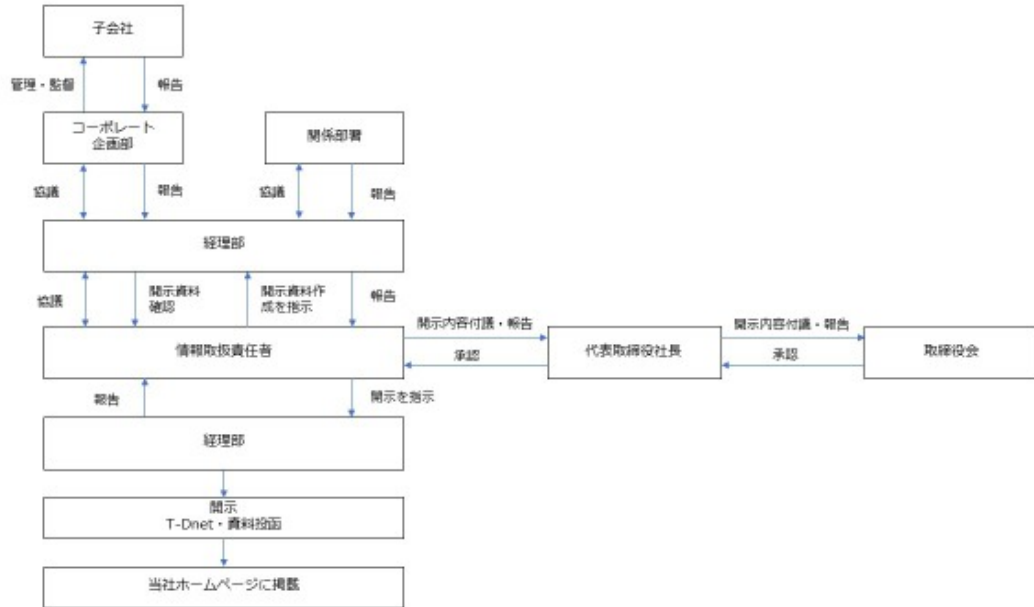 子会社
管理・監督
報告
コーポレート
企画部
関係部署
協議
報告
協議
報告
経理部
協議
開示資料
確認
開示資料作
成を指示
報告
開示内容付議・報告
開示内容付議・報告
情報取扱責任者
承認
代表取締役社長
承認
取締役会
報告
開示を指示
経理部
開示
T-Dnet・資料投函
当社ホームページに掲載